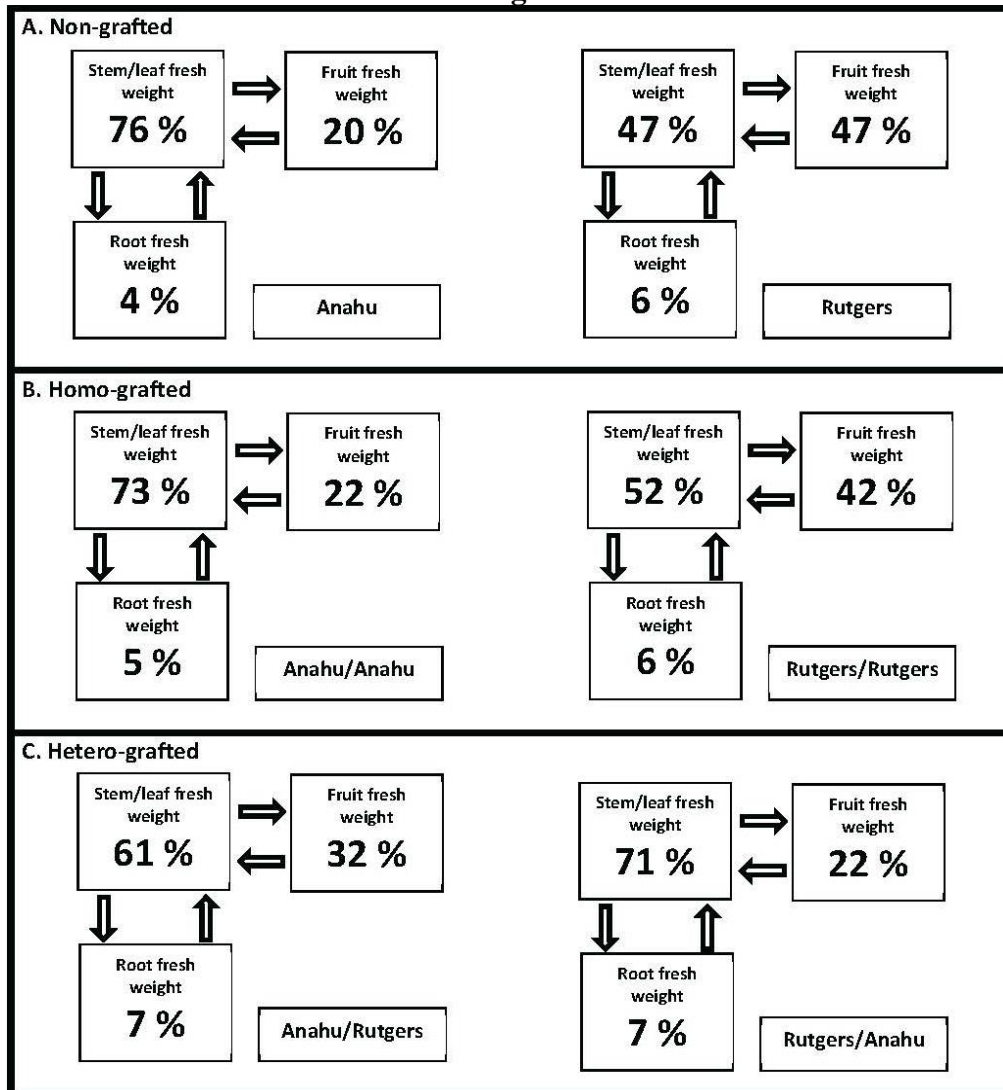 A. Non-grafted
Stem/leaf fresh
weight
76 %
Fruit fresh
weight
20 %
Root fresh
weight
4 %
Anahu
Stem/leaf fresh
weight
47 %
Fruit fresh
weight
47 %
Root fresh
weight
6 %
Rutgers
B. Homo-grafted
Stem/leaf fresh
weight
73 %
Fruit fresh
weight
22 %
Root fresh
weight
5 %
Anahu/Anahu
Stem/leaf fresh
weight
52 %
Fruit fresh
weight
42 %
Root fresh
weight
6 %
Rutgers/Rutgers
C. Hetero-grafted
Stem/leaf fresh
weight
61 %
Fruit fresh
weight
32 %
Root fresh
weight
7 %
Anahu/Rutgers
Stem/leaf fresh
weight
71 %
Fruit fresh
weight
22 %
Root fresh
weight
7 %
Rutgers/Anahu